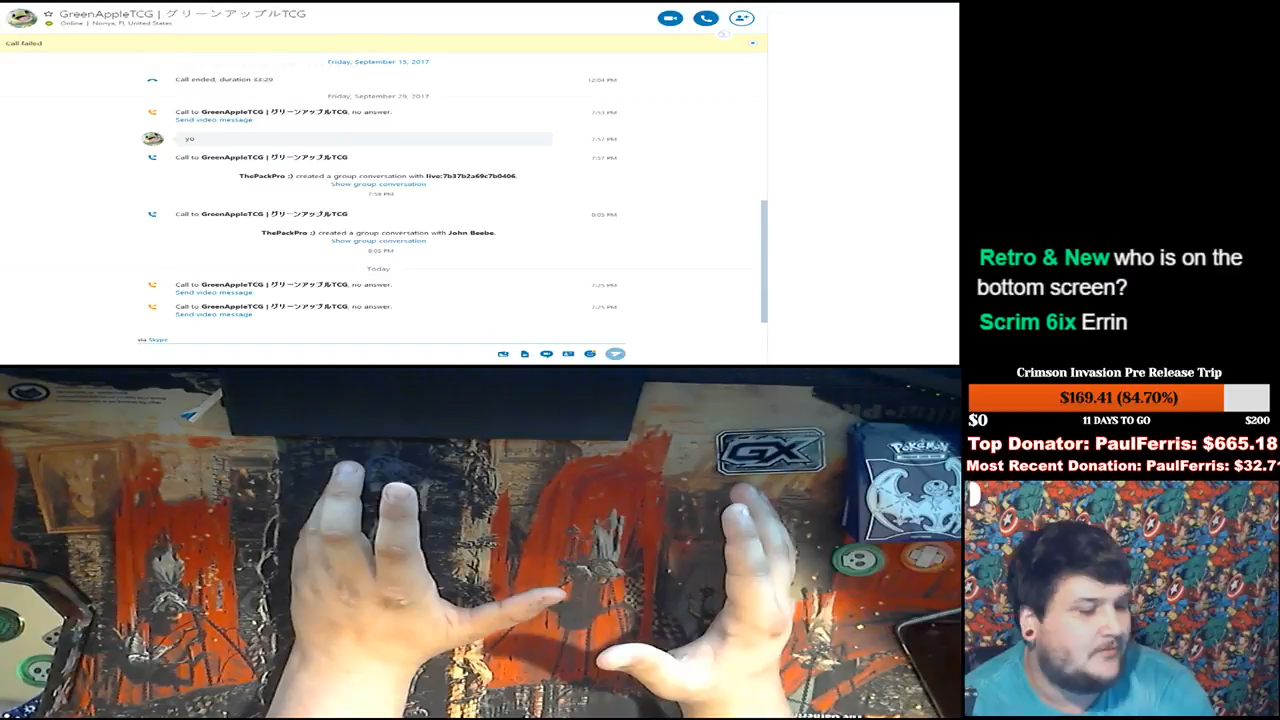 GreenAppleTCG | グリーンアップルTCG
Online | Nonya, Fl, United States
Call failed
Friday, September 15, 2017
Call ended, duration 33:29 12:04 PM
Friday, September 29, 2017
Call to GreenAppleTCG | グリーンアップルTCG, no answer. 7:53 PM
Send video message
yo 7:57 PM
Call to GreenAppleTCG | グリーンアップルTCG 7:57 PM
ThePackPro :) created a group conversation with live:7b37b2a69c7b0406.
Show group conversation
7:59 PM
Call to GreenAppleTCG | グリーンアップルTCG 8:05 PM
ThePackPro :) created a group conversation with John Beebe.
Show group conversation
8:05 PM
Today
Call to GreenAppleTCG | グリーンアップルTCG, no answer. 7:25 PM
Send video message
Call to GreenAppleTCG | グリーンアップルTCG, no answer. 7:25 PM
Send video message
via Skype
Retro & New who is on the
bottom screen?
Scrim 6ix Errin
Crimson Invasion Pre Release Trip
$169.41 (84.70%)
$0 11 DAYS TO GO $200
Top Donator: PaulFerris: $665.18
Most Recent Donation: PaulFerris: $32.7
GX
POKéMON